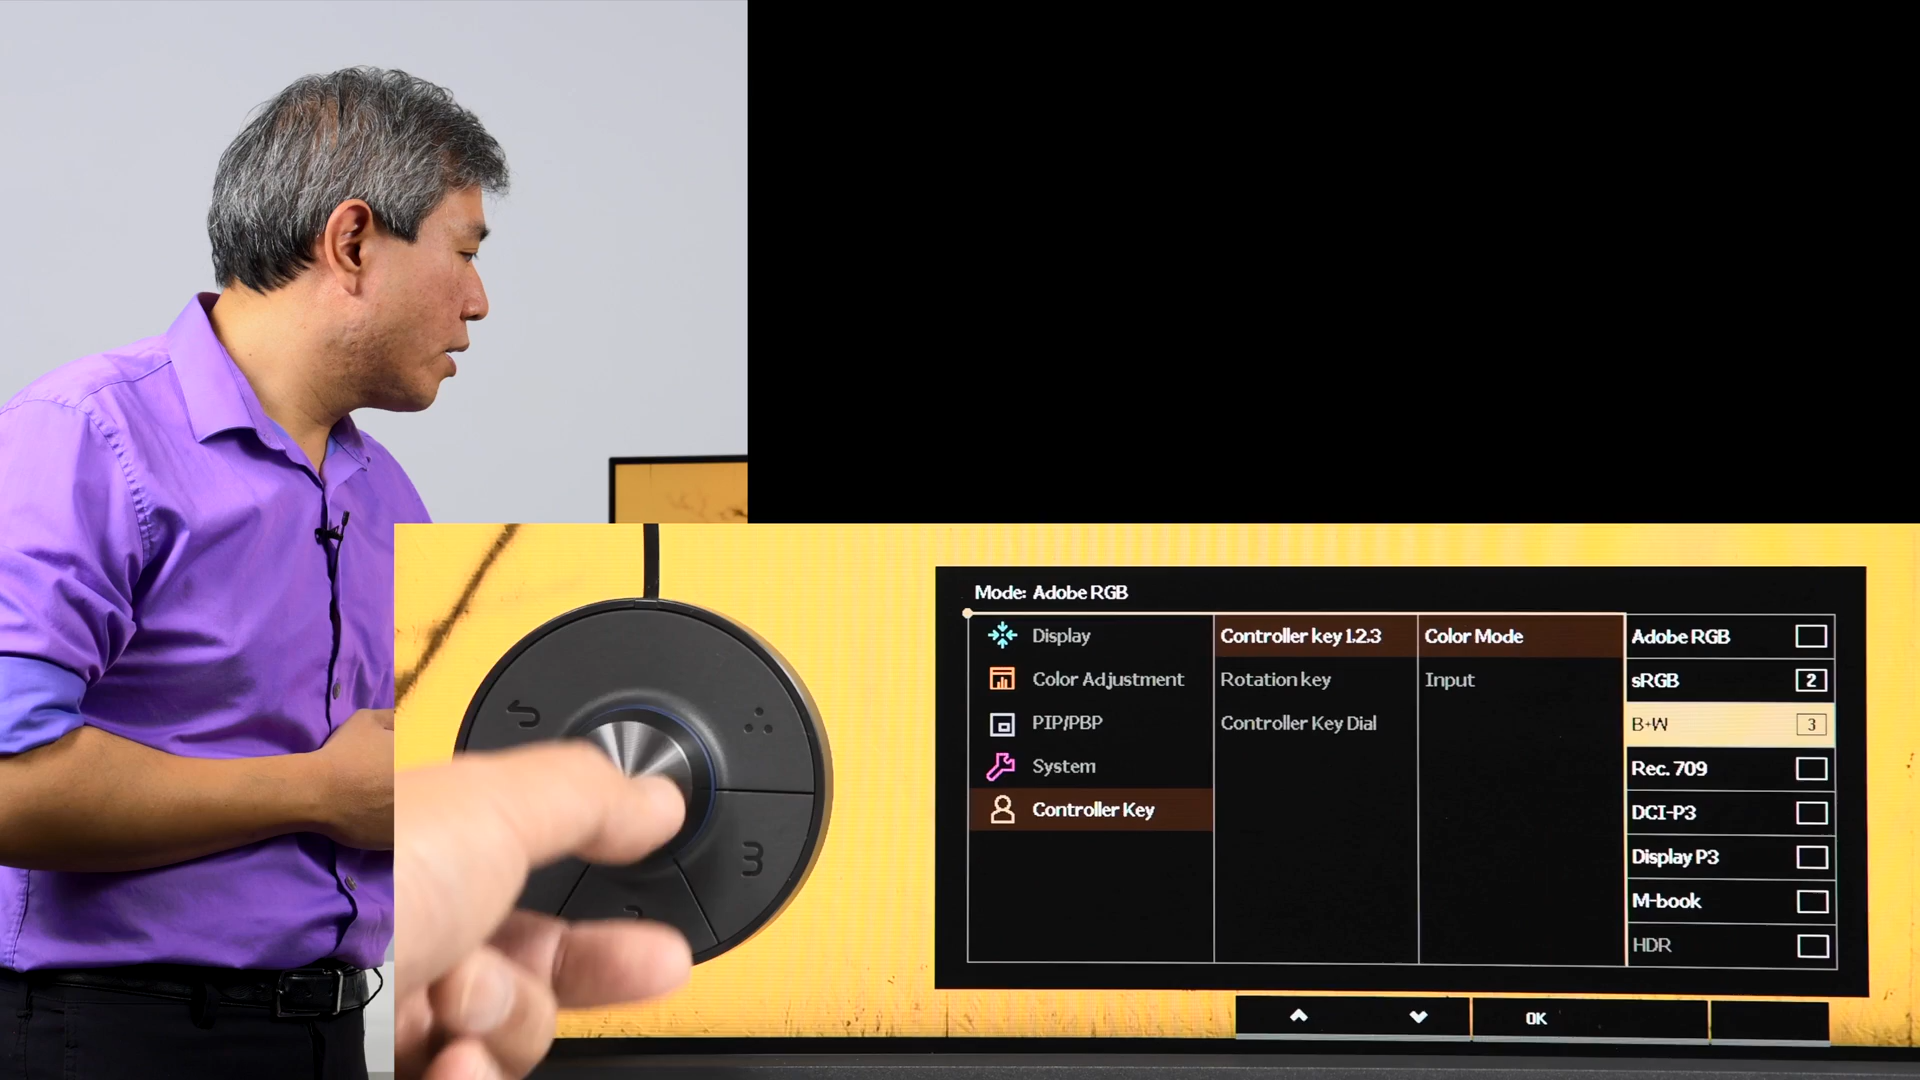 Mode: Adobe RGB
Display
Color Adjustment
PIP/PBP
System
Controller Key
Controller key 1.2.3
Rotation key
Controller Key Dial
Color Mode
Input
Adobe RGB
sRGB 2
B+W 3
Rec. 709
DCI-P3
Display P3
M-book
HDR
OK
3